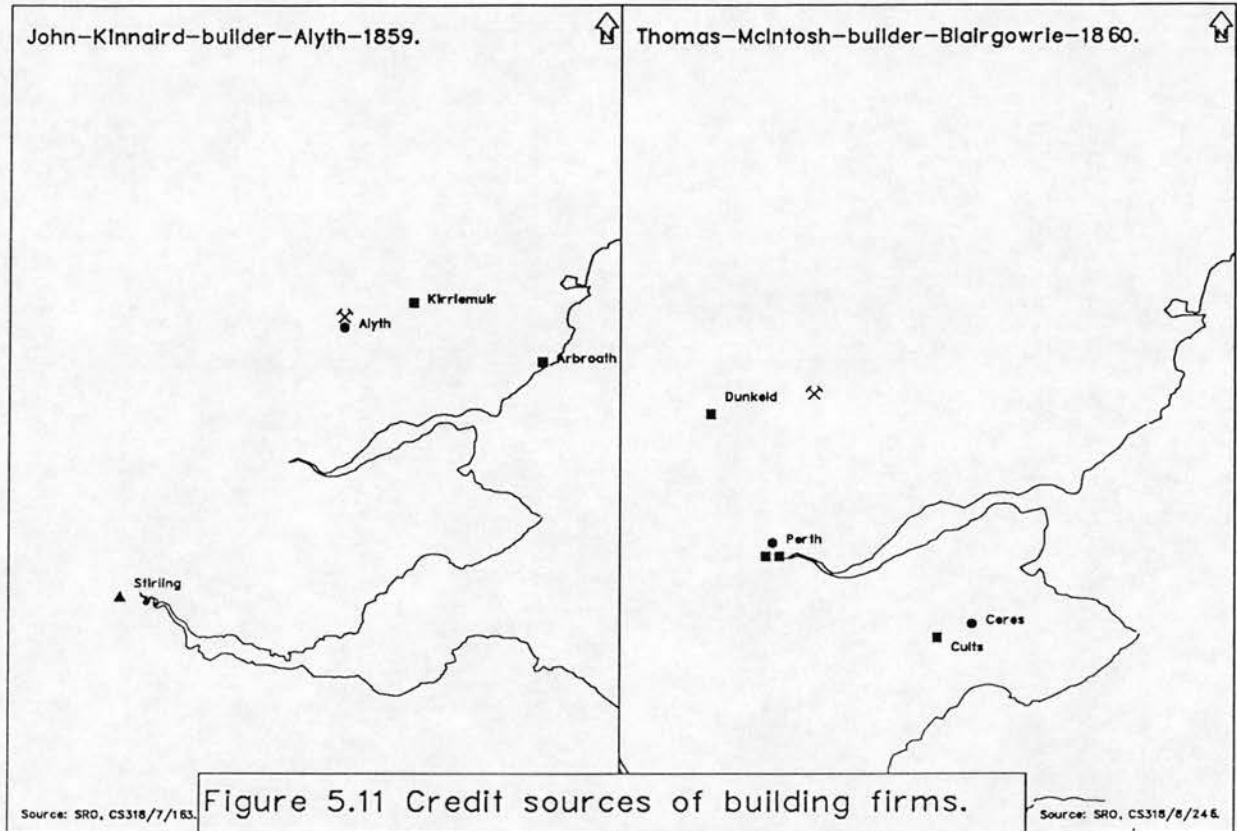 John-Kinnaird-builder-Alyth-1859.
N
Kirriemuir
Alyth
Arbroath
Stirling
Source: SRO, CS318/7/163.
Thomas-McIntosh-builder-Blairgowrie-1860.
N
Dunkeld
Perth
Ceres
Cults
Source: SRO, CS318/8/246.
Figure 5.11 Credit sources of building firms.